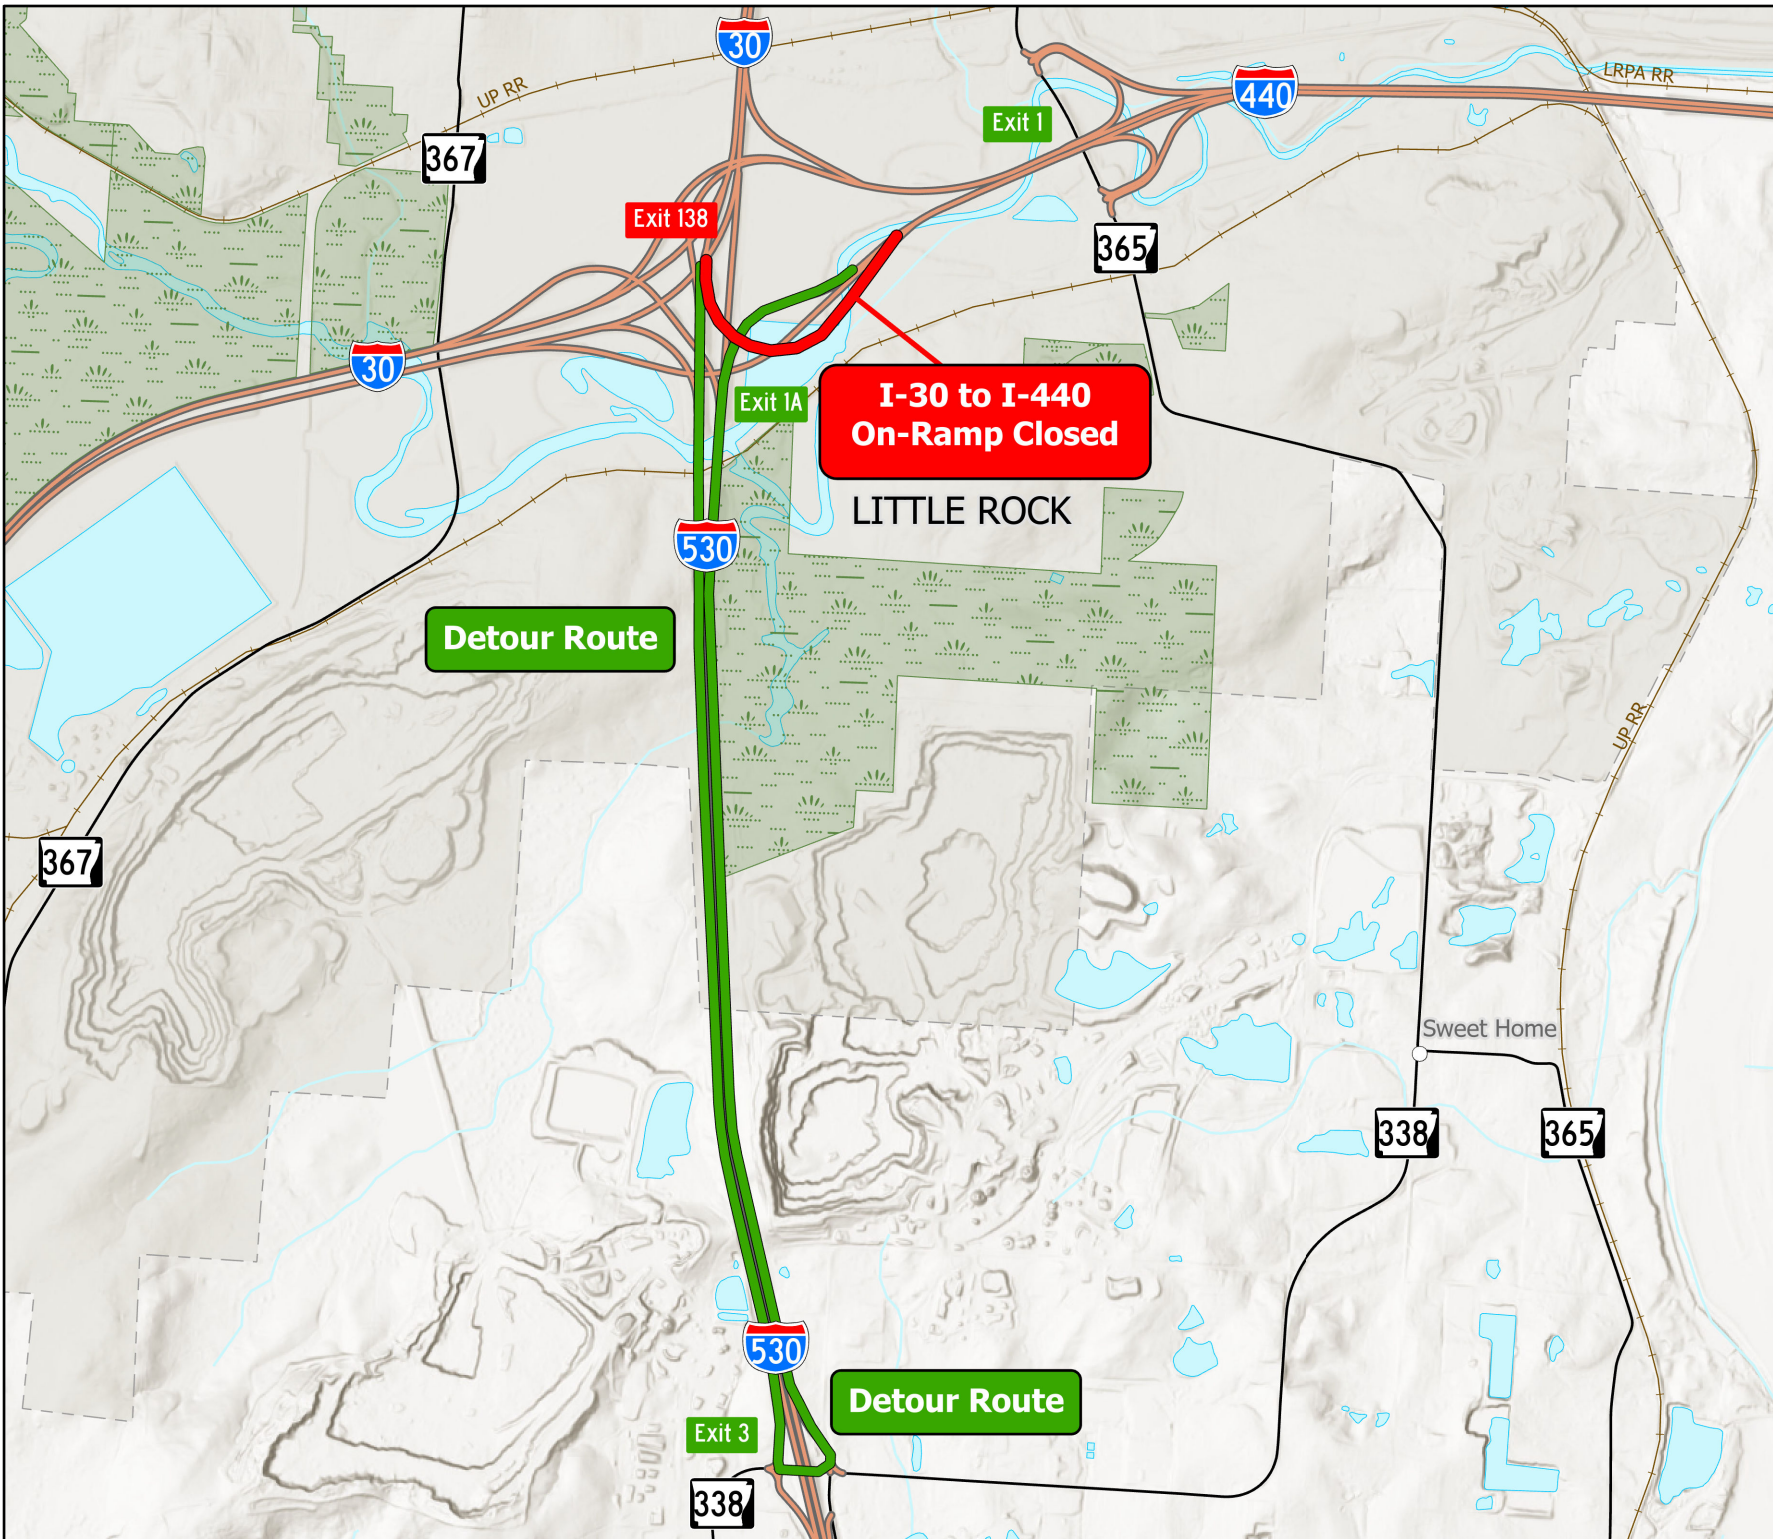 30
LRPA RR
UP RR
440
Exit 1
367
Exit 138
365
30
Exit 1A
I-30 to I-440
On-Ramp Closed
LITTLE ROCK
530
Detour Route
UP RR
367
Sweet Home
338
365
530
Detour Route
Exit 3
338